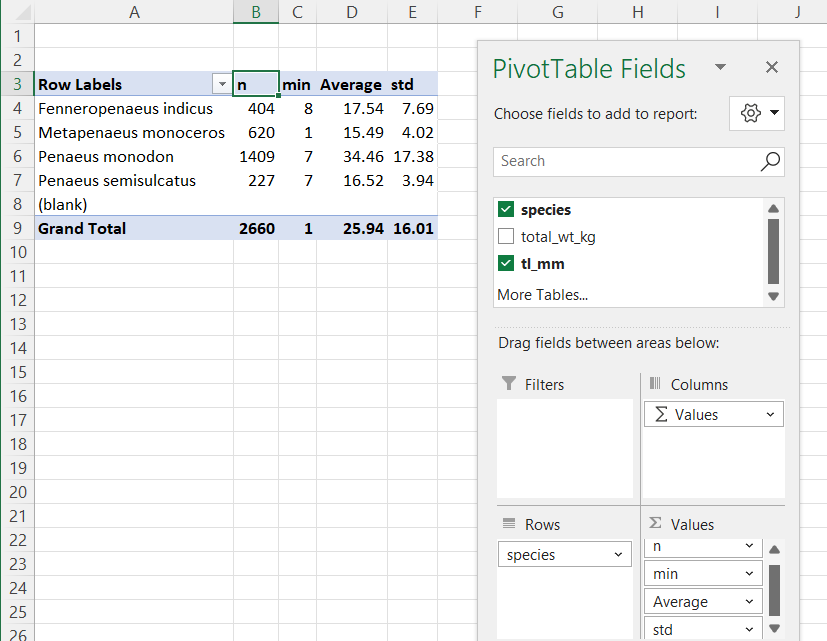 A B C D E F G H I J
1
2
3 Row Labels n min Average std
4 Fenneropenaeus indicus 404 8 17.54 7.69
5 Metapenaeus monoceros 620 1 15.49 4.02
6 Penaeus monodon 1409 7 34.46 17.38
7 Penaeus semisulcatus 227 7 16.52 3.94
8 (blank)
9 Grand Total 2660 1 25.94 16.01
10
11
12
13
14
15
16
17
18
19
20
21
22
23
24
25
26
PivotTable Fields
Choose fields to add to report:
Search
species
total_wt_kg
tl_mm
More Tables...
Drag fields between areas below:
Filters
Columns
Σ Values
Rows
species
Σ Values
n
min
Average
std